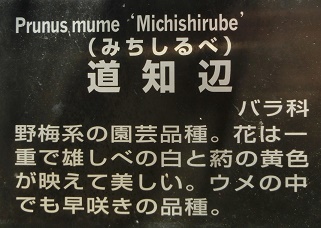 Prunus mume ‘Michishirube’
(みちしるべ)
道知辺
バラ科
野梅系の園芸品種。花は一
重で雄しべの白と葯の黄色
が映えて美しい。ウメの中
でも早咲きの品種。